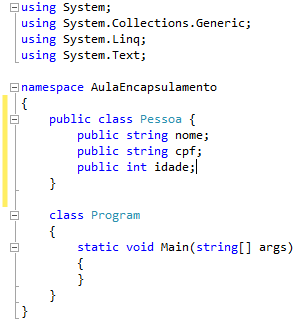 using System;
using System.Collections.Generic;
using System.Linq;
using System.Text;
namespace AulaEncapsulamento
{
public class Pessoa {
public string nome;
public string cpf;
public int idade;
}
class Program
{
static void Main(string[] args)
{
}
}
}